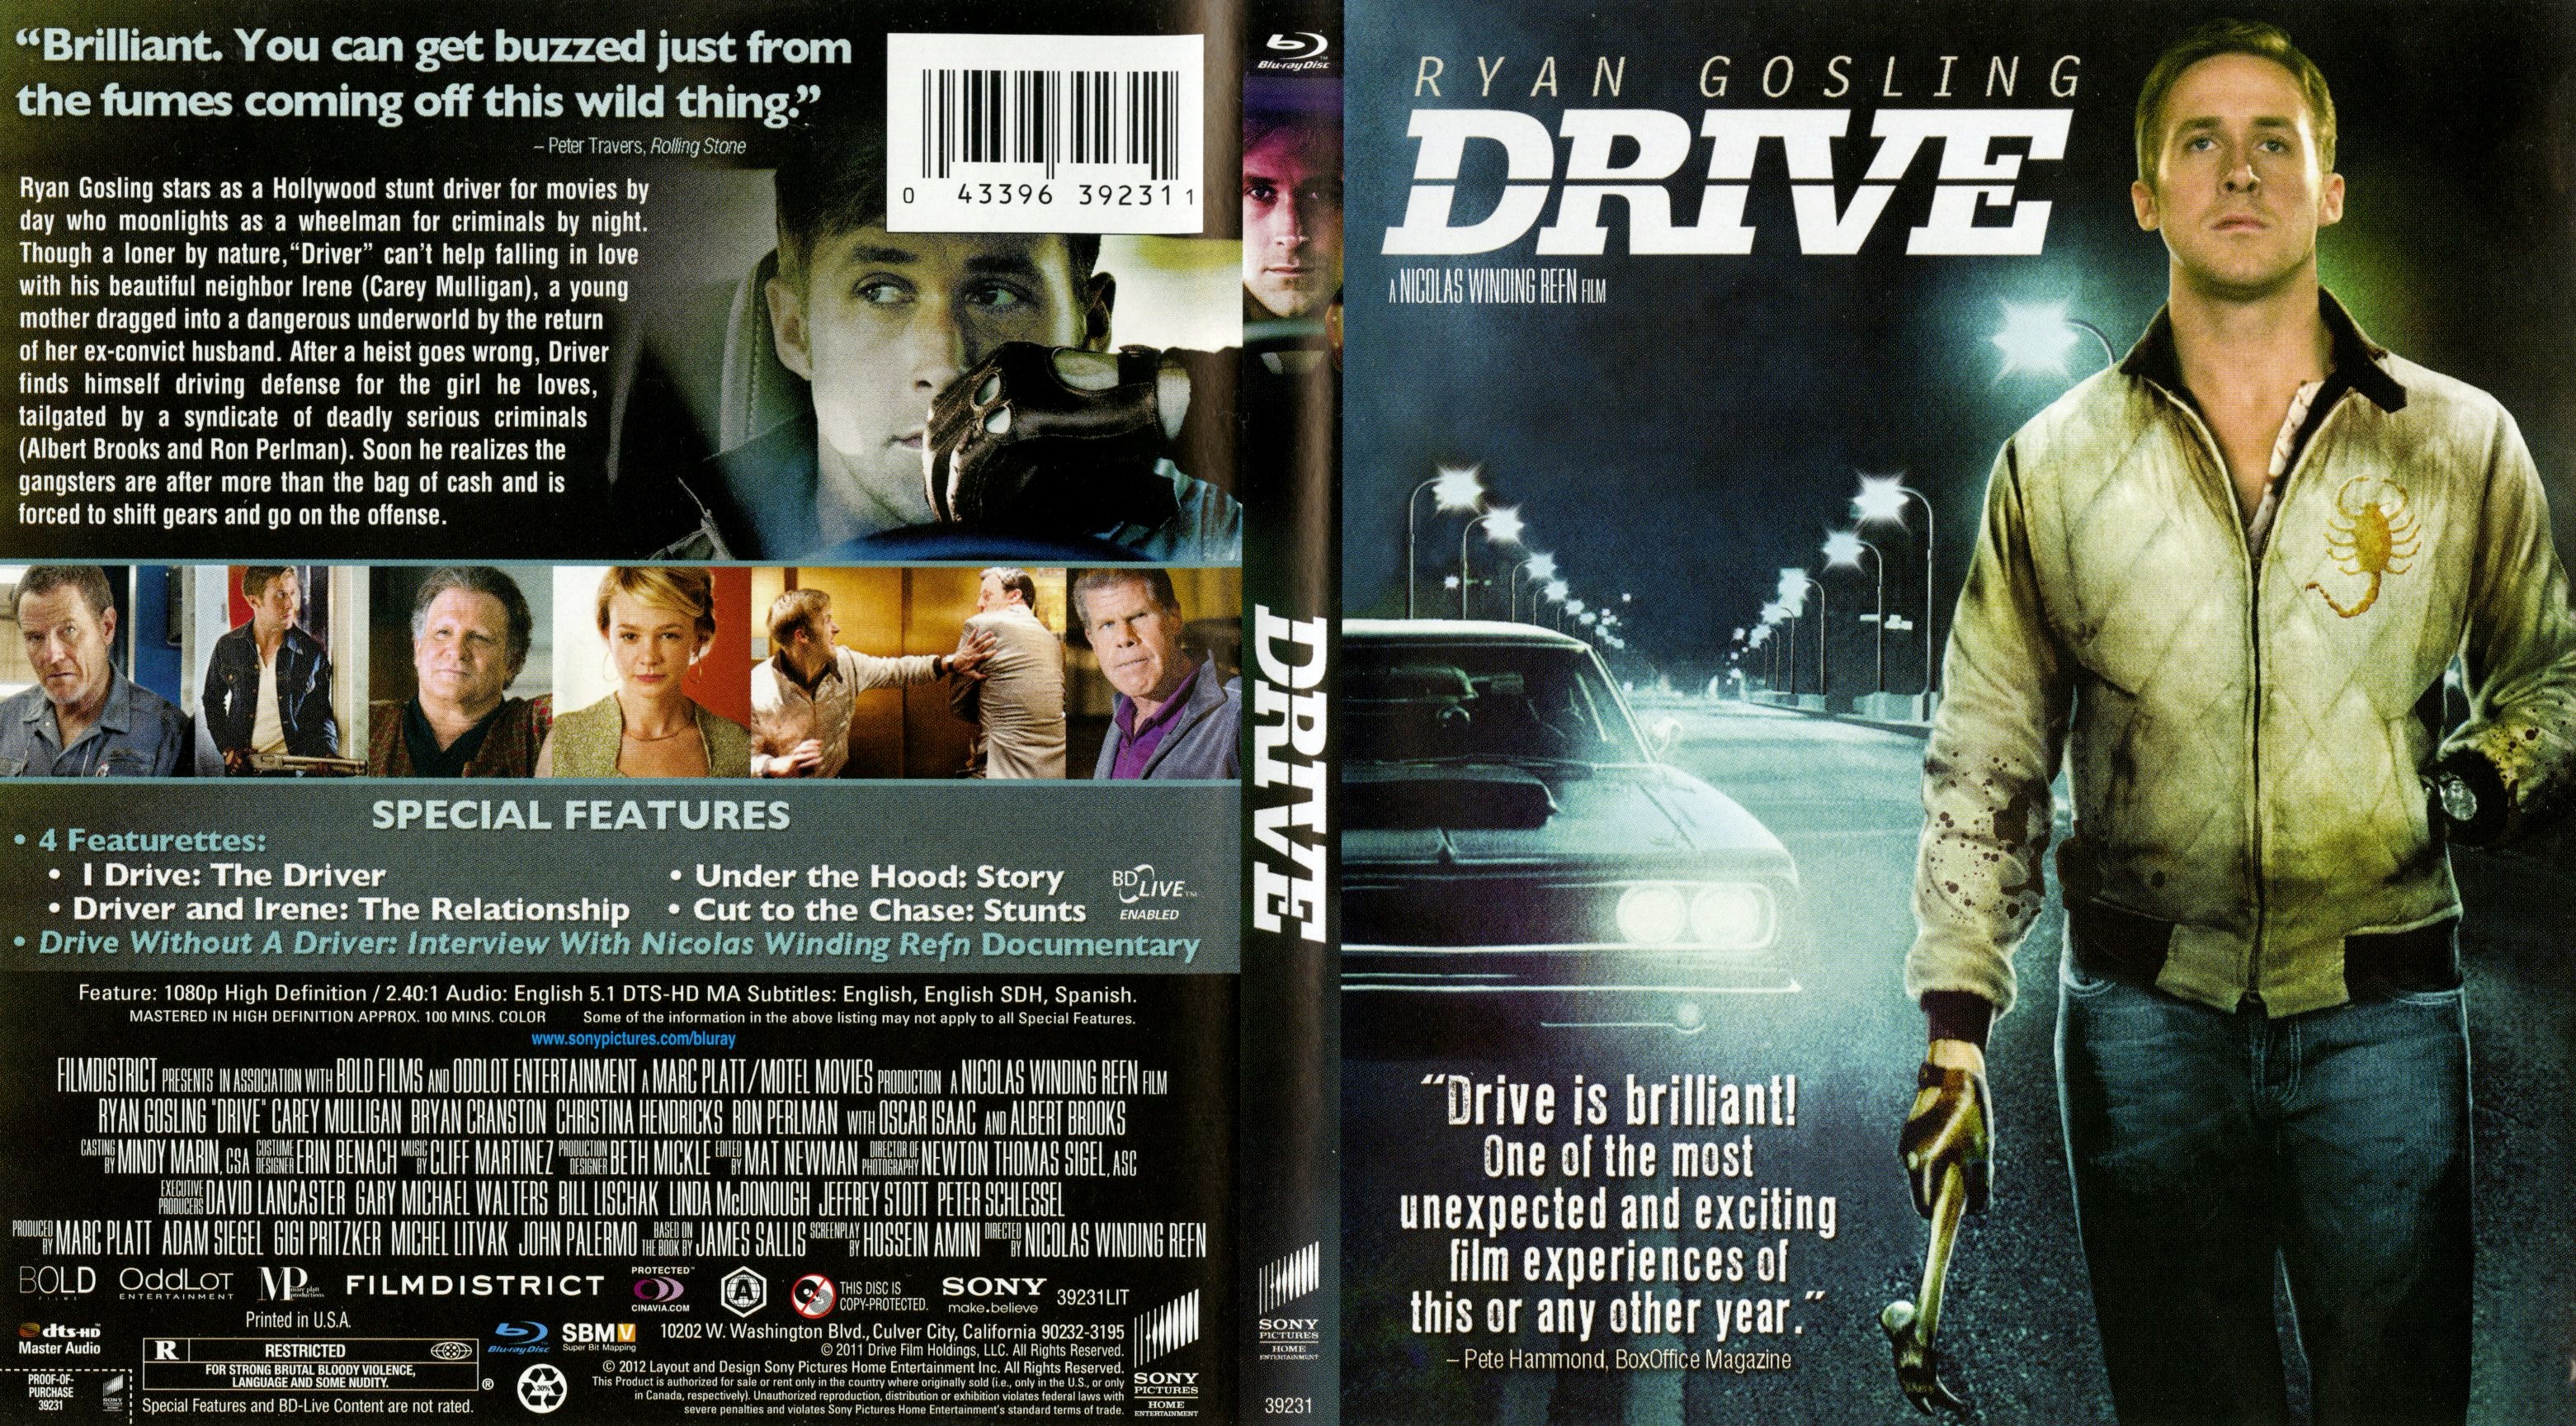 “Brilliant. You can get buzzed just from
the fumes coming off this wild thing.”
– Peter Travers, Rolling Stone
Ryan Gosling stars as a Hollywood stunt driver for movies by
day who moonlights as a wheelman for criminals by night.
Though a loner by nature, “Driver” can’t help falling in love
with his beautiful neighbor Irene (Carey Mulligan), a young
mother dragged into a dangerous underworld by the return
of her ex-convict husband. After a heist goes wrong, Driver
finds himself driving defense for the girl he loves,
tailgated by a syndicate of deadly serious criminals
(Albert Brooks and Ron Perlman). Soon he realizes the
gangsters are after more than the bag of cash and is
forced to shift gears and go on the offense.
0 43396 39231 1
SPECIAL FEATURES
• 4 Featurettes:
• I Drive: The Driver
• Driver and Irene: The Relationship
• Under the Hood: Story
• Cut to the Chase: Stunts
BD LIVE™
ENABLED
• Drive Without A Driver: Interview With Nicolas Winding Refn Documentary
Feature: 1080p High Definition / 2.40:1 Audio: English 5.1 DTS-HD MA Subtitles: English, English SDH, Spanish.
MASTERED IN HIGH DEFINITION APPROX. 100 MINS. COLOR Some of the information in the above listing may not apply to all Special Features.
www.sonypictures.com/bluray
FILMDISTRICT PRESENTS IN ASSOCIATION WITH BOLD FILMS AND ODDLOT ENTERTAINMENT A MARC PLATT/MOTEL MOVIES PRODUCTION A NICOLAS WINDING REFN FILM
RYAN GOSLING "DRIVE" CAREY MULLIGAN BRYAN CRANSTON CHRISTINA HENDRICKS RON PERLMAN WITH OSCAR ISAAC AND ALBERT BROOKS
CASTING BY MINDY MARIN, CSA COSTUME DESIGNER ERIN BENACH MUSIC BY CLIFF MARTINEZ PRODUCTION DESIGNER BETH MICKLE EDITED BY MAT NEWMAN DIRECTOR OF PHOTOGRAPHY NEWTON THOMAS SIGEL, ASC
EXECUTIVE PRODUCERS DAVID LANCASTER GARY MICHAEL WALTERS BILL LISCHAK LINDA McDONOUGH JEFFREY STOTT PETER SCHLESSEL
PRODUCED BY MARC PLATT ADAM SIEGEL GIGI PRITZKER MICHEL LITVAK JOHN PALERMO BASED ON THE BOOK BY JAMES SALLIS SCREENPLAY BY HOSSEIN AMINI DIRECTED BY NICOLAS WINDING REFN
BOLD FILMS
OddLot ENTERTAINMENT
MP marc platt productions
FILMDISTRICT
PROTECTED™
CINAVIA.COM
A
THIS DISC IS
COPY-PROTECTED.
SONY
make.believe
39231LIT
Printed in U.S.A.
dts-HD
Master Audio
R RESTRICTED
FOR STRONG BRUTAL BLOODY VIOLENCE,
LANGUAGE AND SOME NUDITY.
®
Special Features and BD-Live Content are not rated.
PROOF-OF-
PURCHASE
39231
Blu-ray Disc
SBMV
Super Bit Mapping
30%
10202 W. Washington Blvd., Culver City, California 90232-3195
© 2011 Drive Film Holdings, LLC. All Rights Reserved.
© 2012 Layout and Design Sony Pictures Home Entertainment Inc. All Rights Reserved.
This Product is authorized for sale or rent only in the country where originally sold (i.e., only in the U.S., or only
in Canada, respectively). Unauthorized reproduction, distribution or exhibition violates federal laws with
severe penalties and violates Sony Pictures Home Entertainment's standard terms of trade.
SONY
PICTURES
HOME
ENTERTAINMENT
Blu-ray Disc
DRIVE
SONY
PICTURES
HOME
ENTERTAINMENT
39231
RYAN GOSLING
DRIVE
A NICOLAS WINDING REFN FILM
“Drive is brilliant!
One of the most
unexpected and exciting
film experiences of
this or any other year.”
– Pete Hammond, BoxOffice Magazine